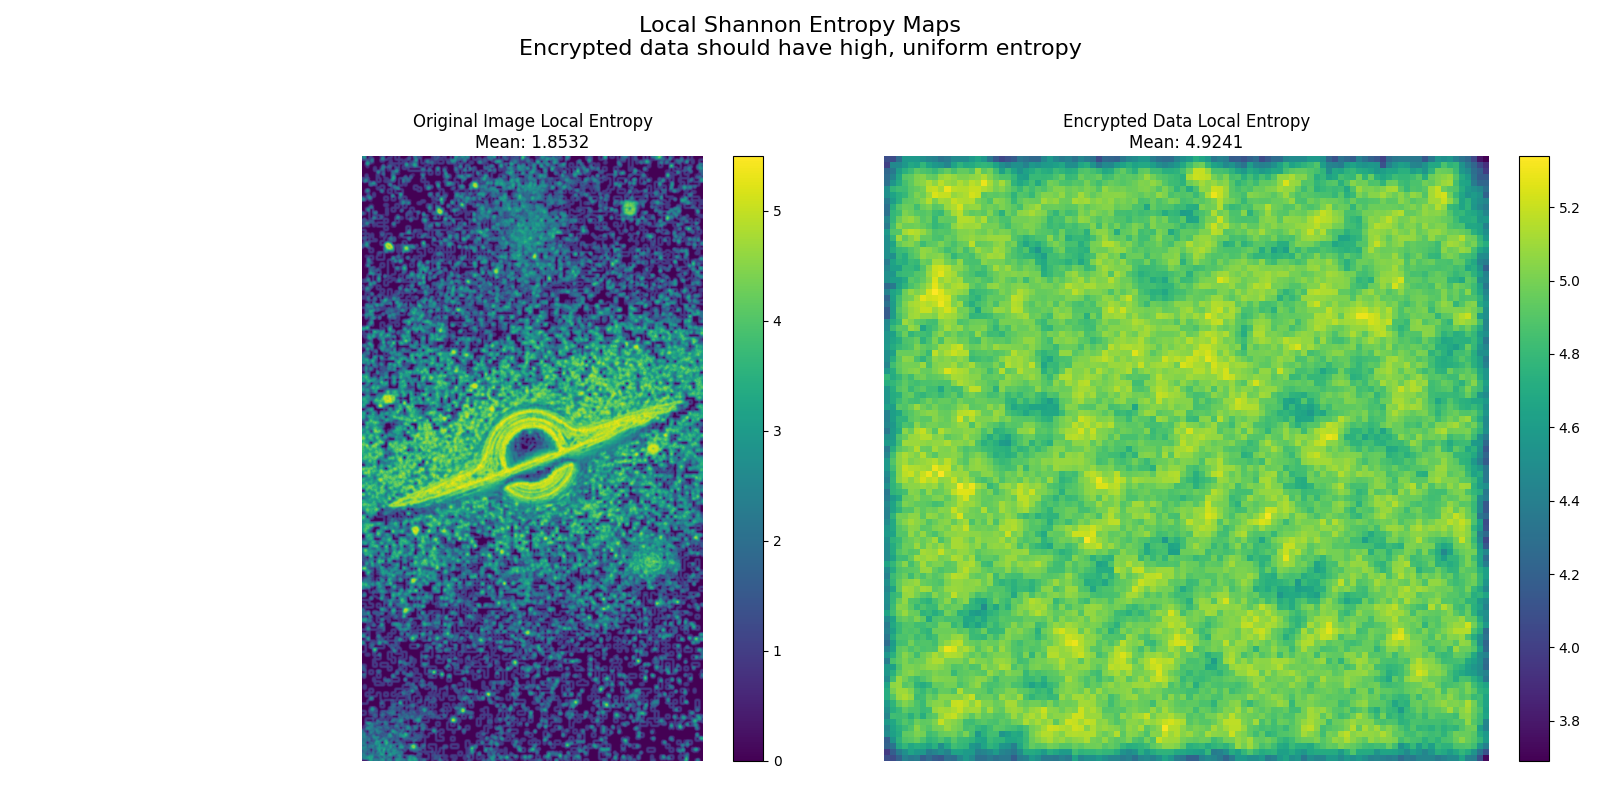 Local Shannon Entropy Maps
Encrypted data should have high, uniform entropy
Original Image Local Entropy
Mean: 1.8532
5
4
3
2
1
0
Encrypted Data Local Entropy
Mean: 4.9241
5.2
5.0
4.8
4.6
4.4
4.2
4.0
3.8